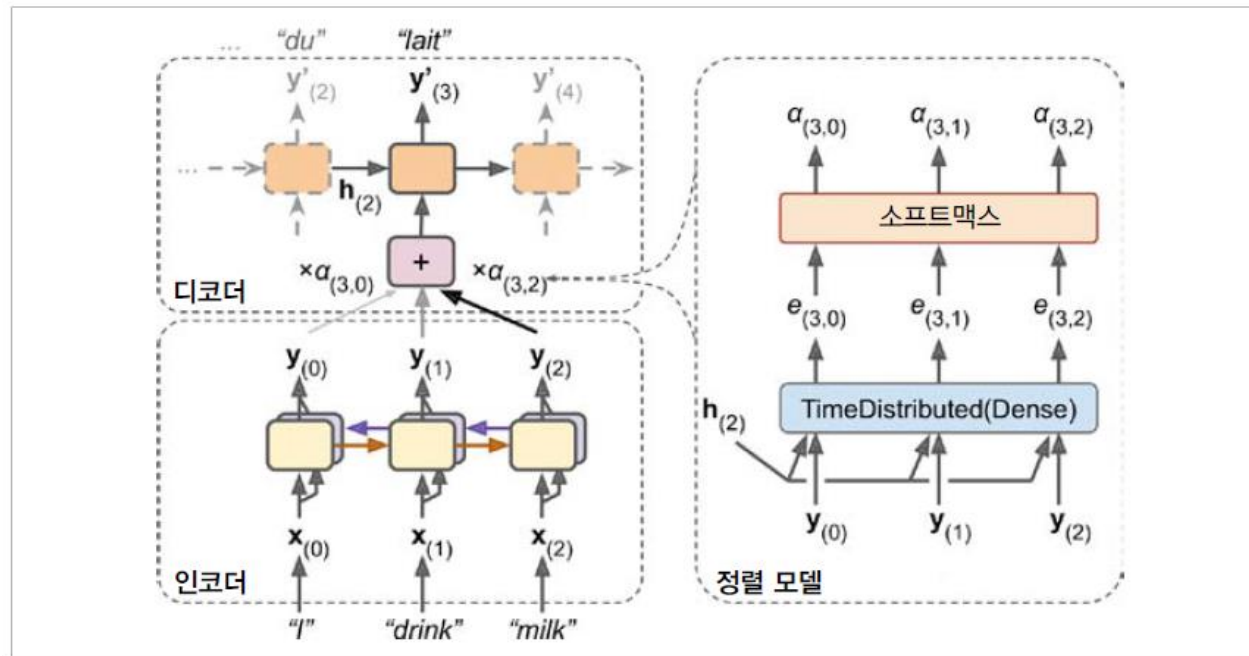 ... "du" "lait"
y'(2) y'(3) y'(4)
...
h(2)
+
×α(3,0) ×α(3,2)
디코더
y(0) y(1) y(2)
x(0) x(1) x(2)
인코더
"I" "drink" "milk"
α(3,0) α(3,1) α(3,2)
소프트맥스
e(3,0) e(3,1) e(3,2)
TimeDistributed(Dense)
h(2)
y(0) y(1) y(2)
정렬 모델